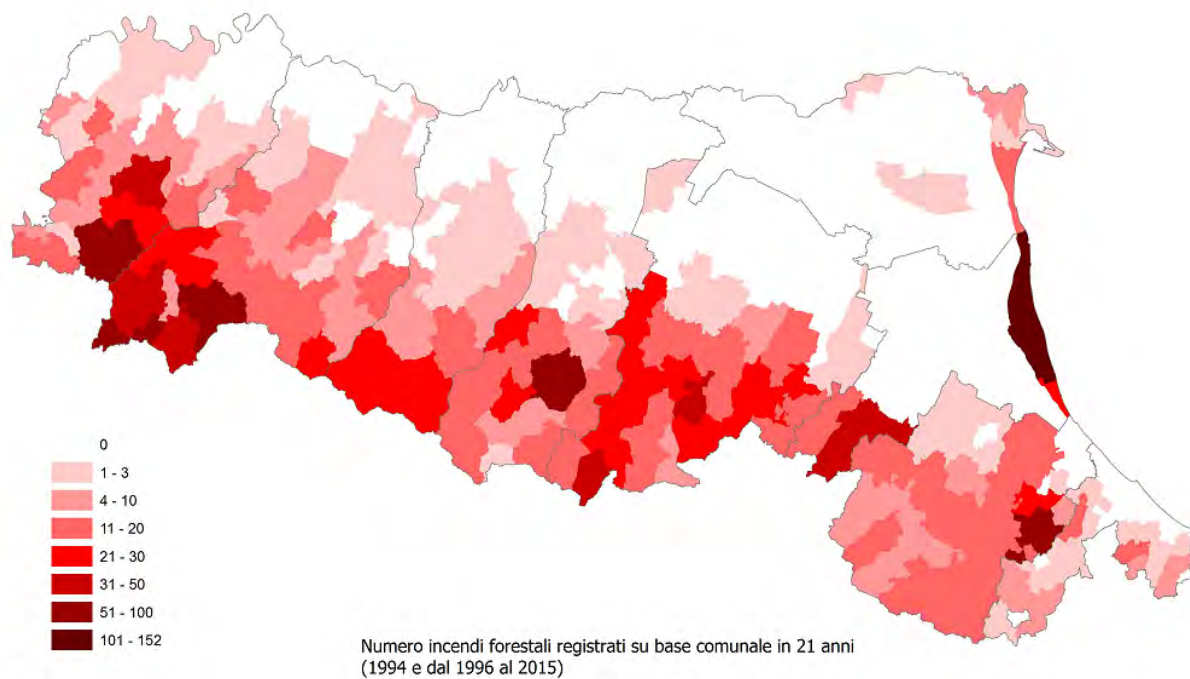 0
1 - 3
4 - 10
11 - 20
21 - 30
31 - 50
51 - 100
101 - 152
Numero incendi forestali registrati su base comunale in 21 anni
(1994 e dal 1996 al 2015)